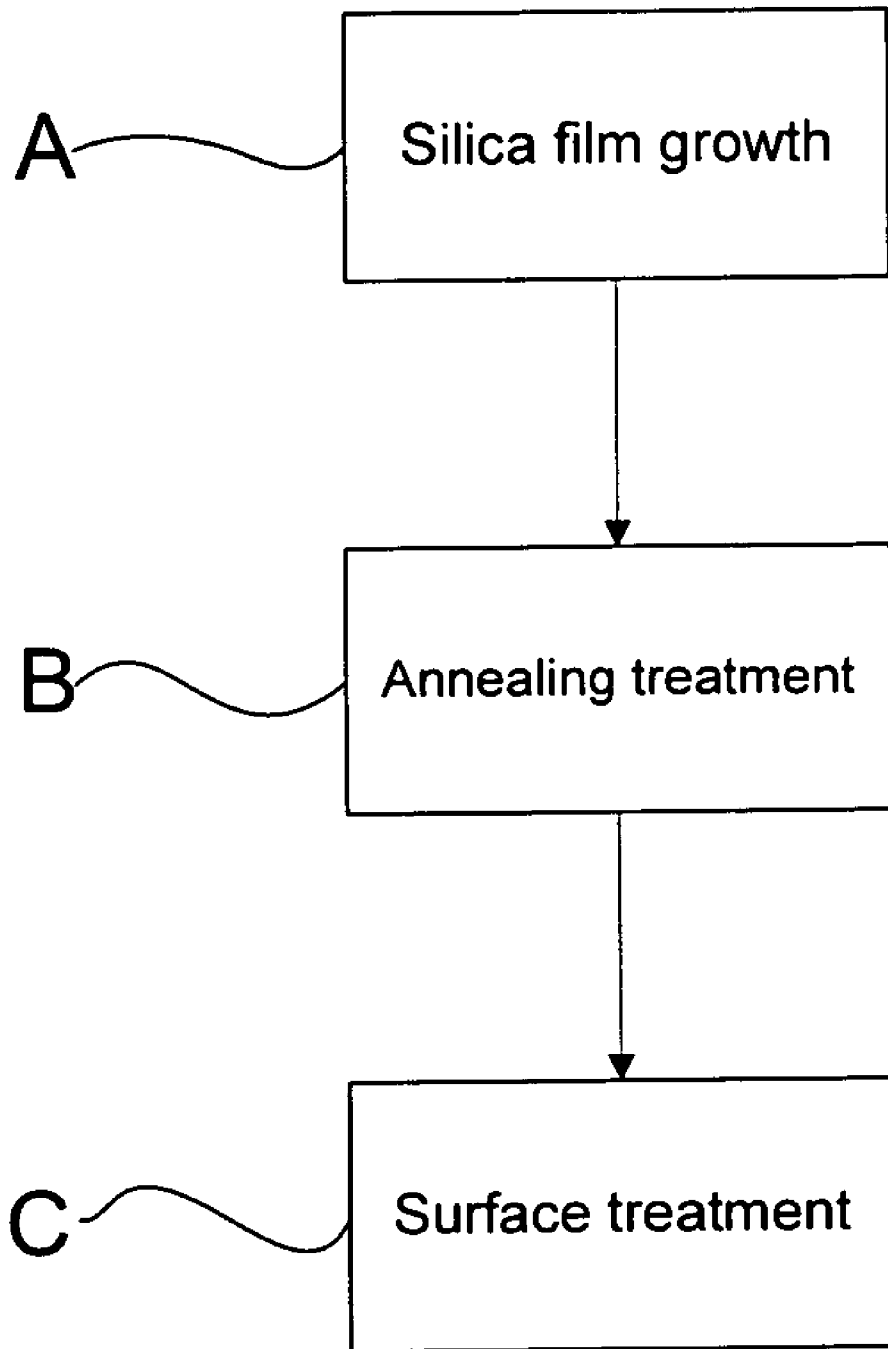 A
Silica film growth
B
Annealing treatment
C
Surface treatment